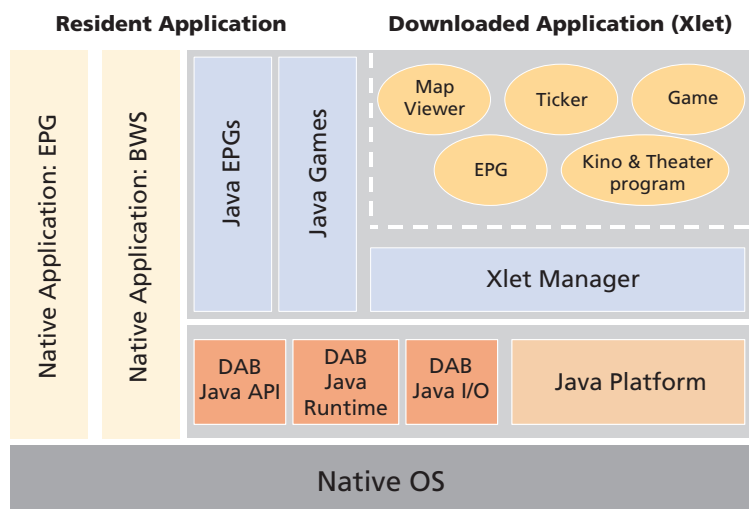 Resident Application
Downloaded Application (Xlet)
Native Application: EPG
Native Application: BWS
Java EPGs
Java Games
Map
Viewer
Ticker
Game
EPG
Kino & Theater
program
Xlet Manager
DAB
Java API
DAB
Java
Runtime
DAB
Java I/O
Java Platform
Native OS